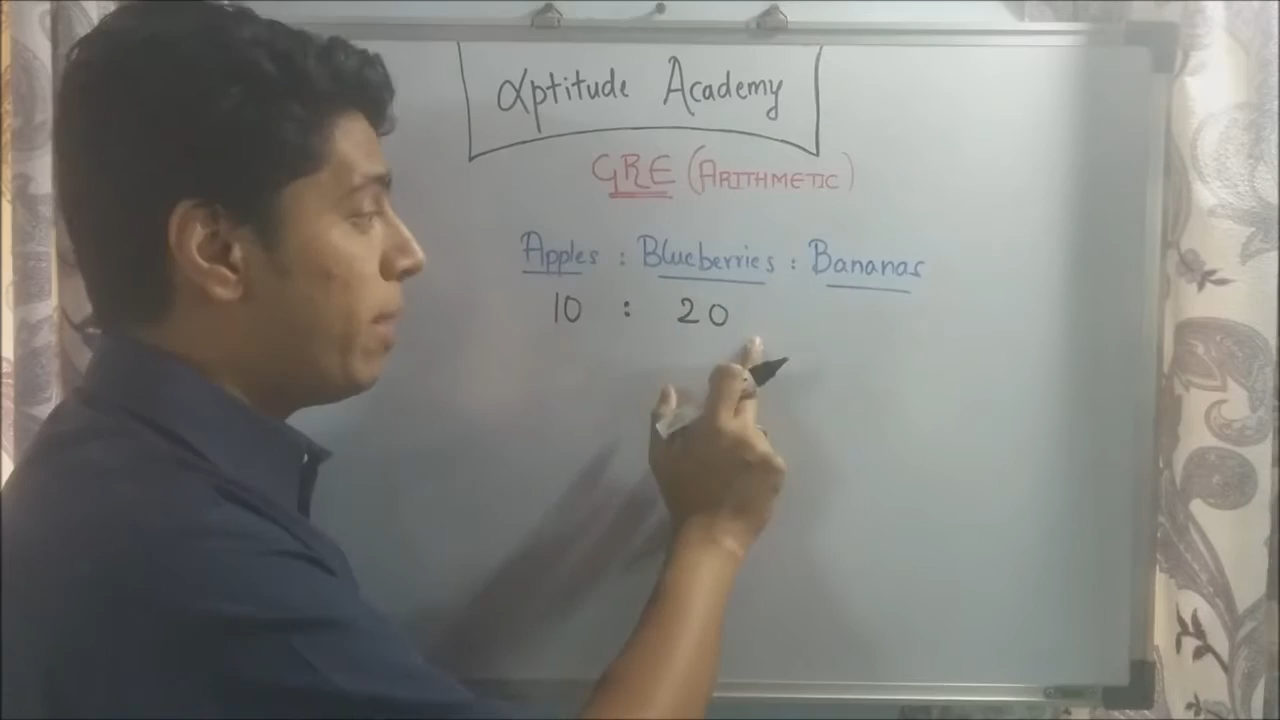 αptitude Academy
GRE (ARITHMETIC)
Apples : Blueberries : Bananas
10 : 20